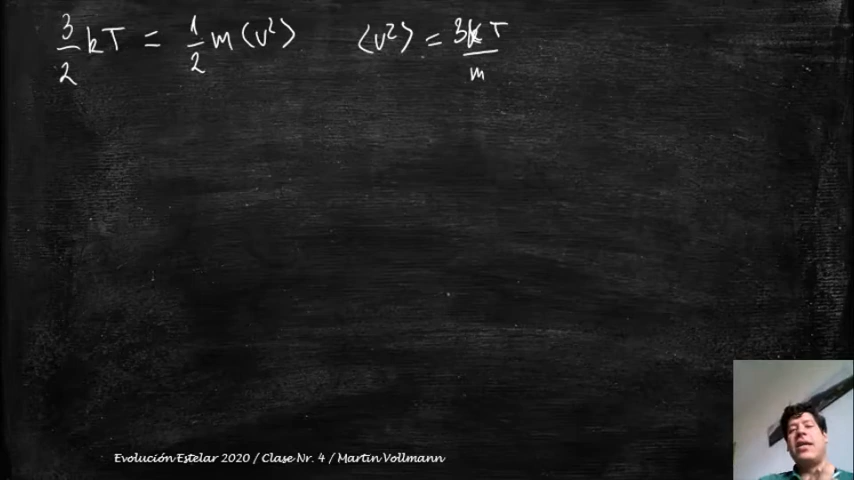 3/2 kT = 1/2 m ⟨v²⟩ ⟨v²⟩ = 3kT/m
Evolución Estelar 2020 / Clase Nr. 4 / Martin Vollmann